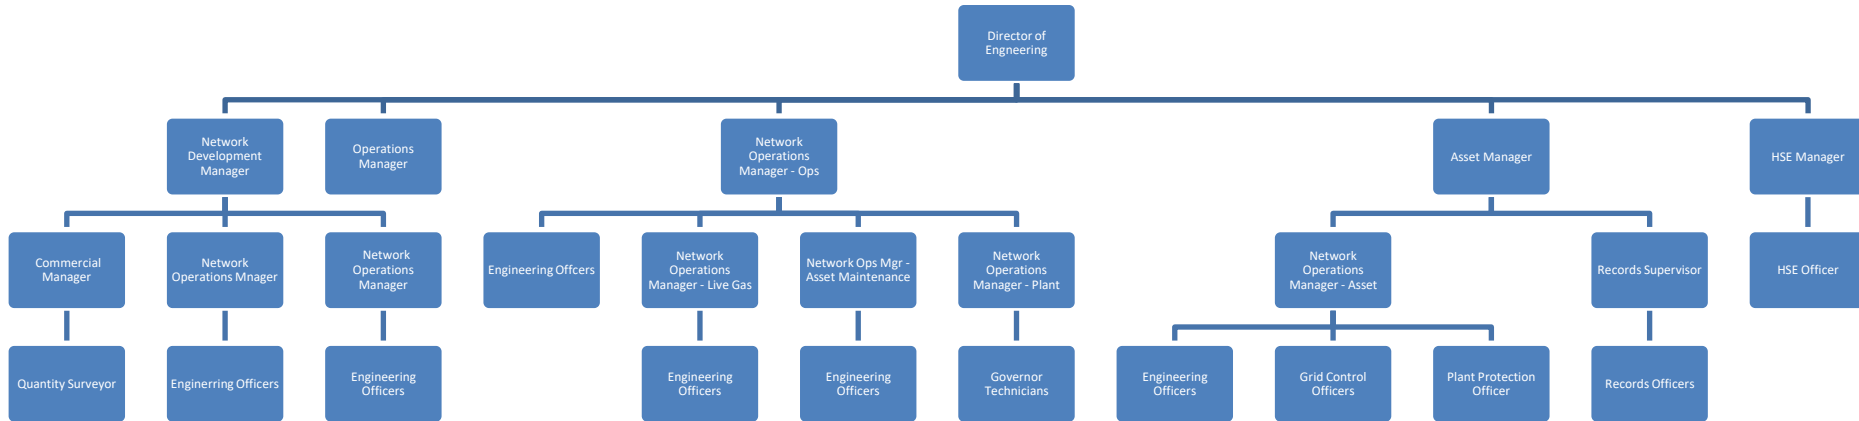 Director of
Engneering
Network
Development
Manager
Operations
Manager
Network
Operations
Manager - Ops
Asset Manager
HSE Manager
Commercial
Manager
Network
Operations Mnager
Network
Operations
Manager
Engineering Offcers
Network
Operations
Manager - Live Gas
Network Ops Mgr -
Asset Maintenance
Network
Operations
Manager - Plant
Network
Operations
Manager - Asset
Records Supervisor
HSE Officer
Quantity Surveyor
Enginerring Officers
Engineering
Officers
Engineering
Officers
Engineering
Officers
Governor
Technicians
Engineering
Officers
Grid Control
Officers
Plant Protection
Officer
Records Officers